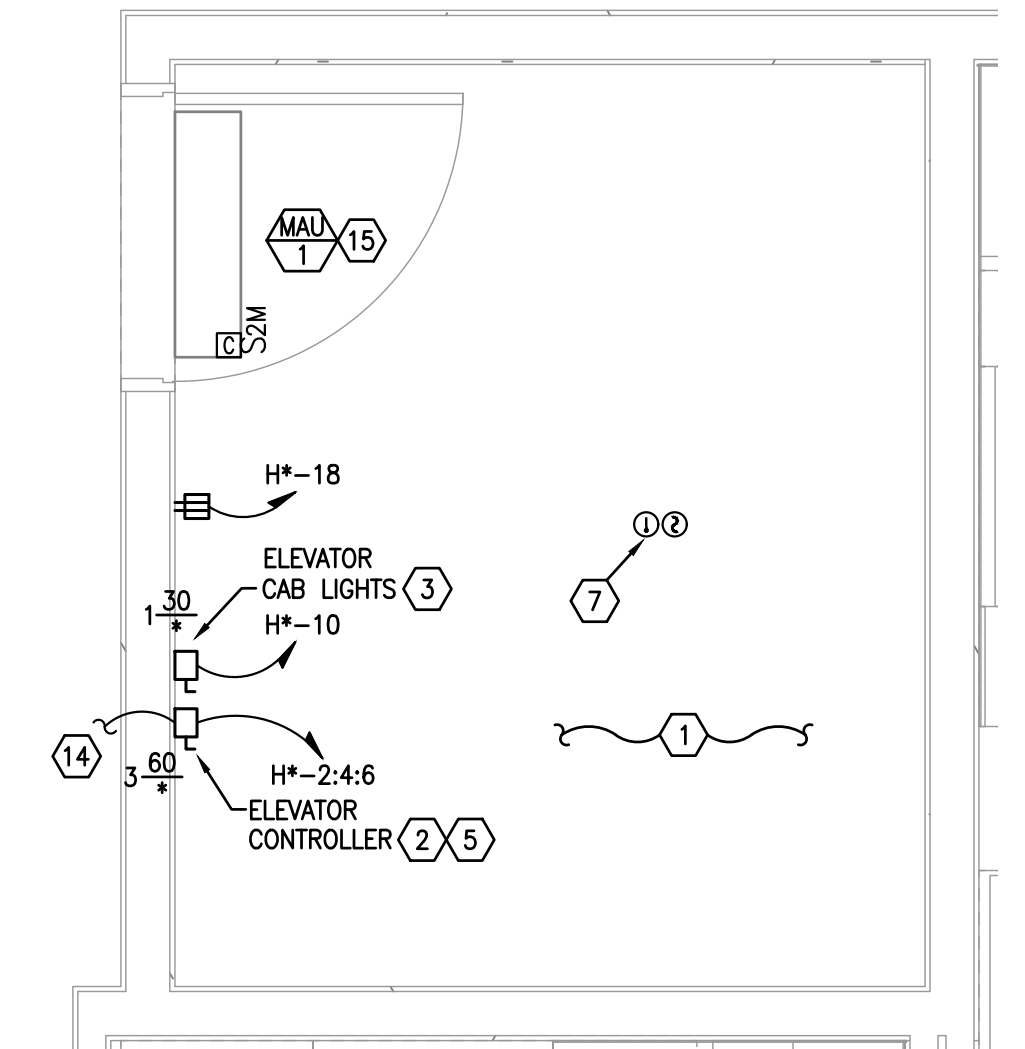 MAU
1
15
C
S2M
H*-18
ELEVATOR
CAB LIGHTS
3
1 30
*
H*-10
7
14
3 60
*
H*-2:4:6
ELEVATOR
CONTROLLER
2 5
1